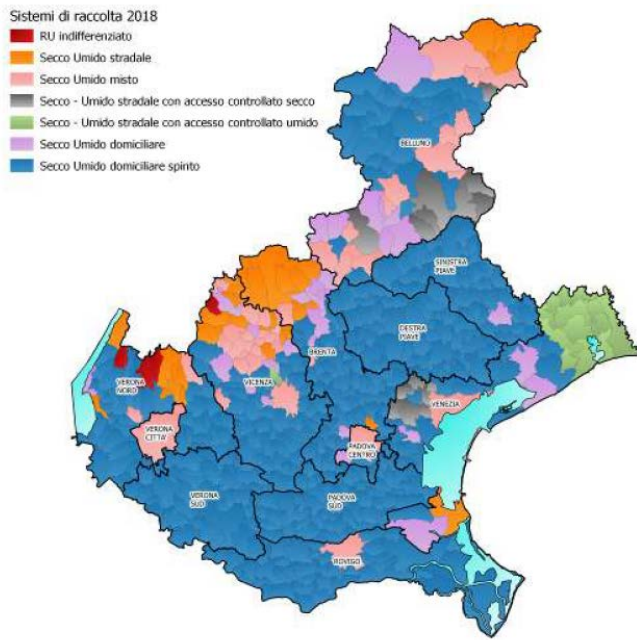 Sistemi di raccolta 2018
RU indifferenziato
Secco Umido stradale
Secco Umido misto
Secco - Umido stradale con accesso controllato secco
Secco - Umido stradale con accesso controllato umido
Secco Umido domiciliare
Secco Umido domiciliare spinto
BELLUNO
SINISTRA
PIAVE
DESTRA
PIAVE
BRENTA
VERONA
NORD
VICENZA
VENEZIA
VERONA
CITTA'
PADOVA
CENTRO
VERONA
SUD
PADOVA
SUD
ROVIGO